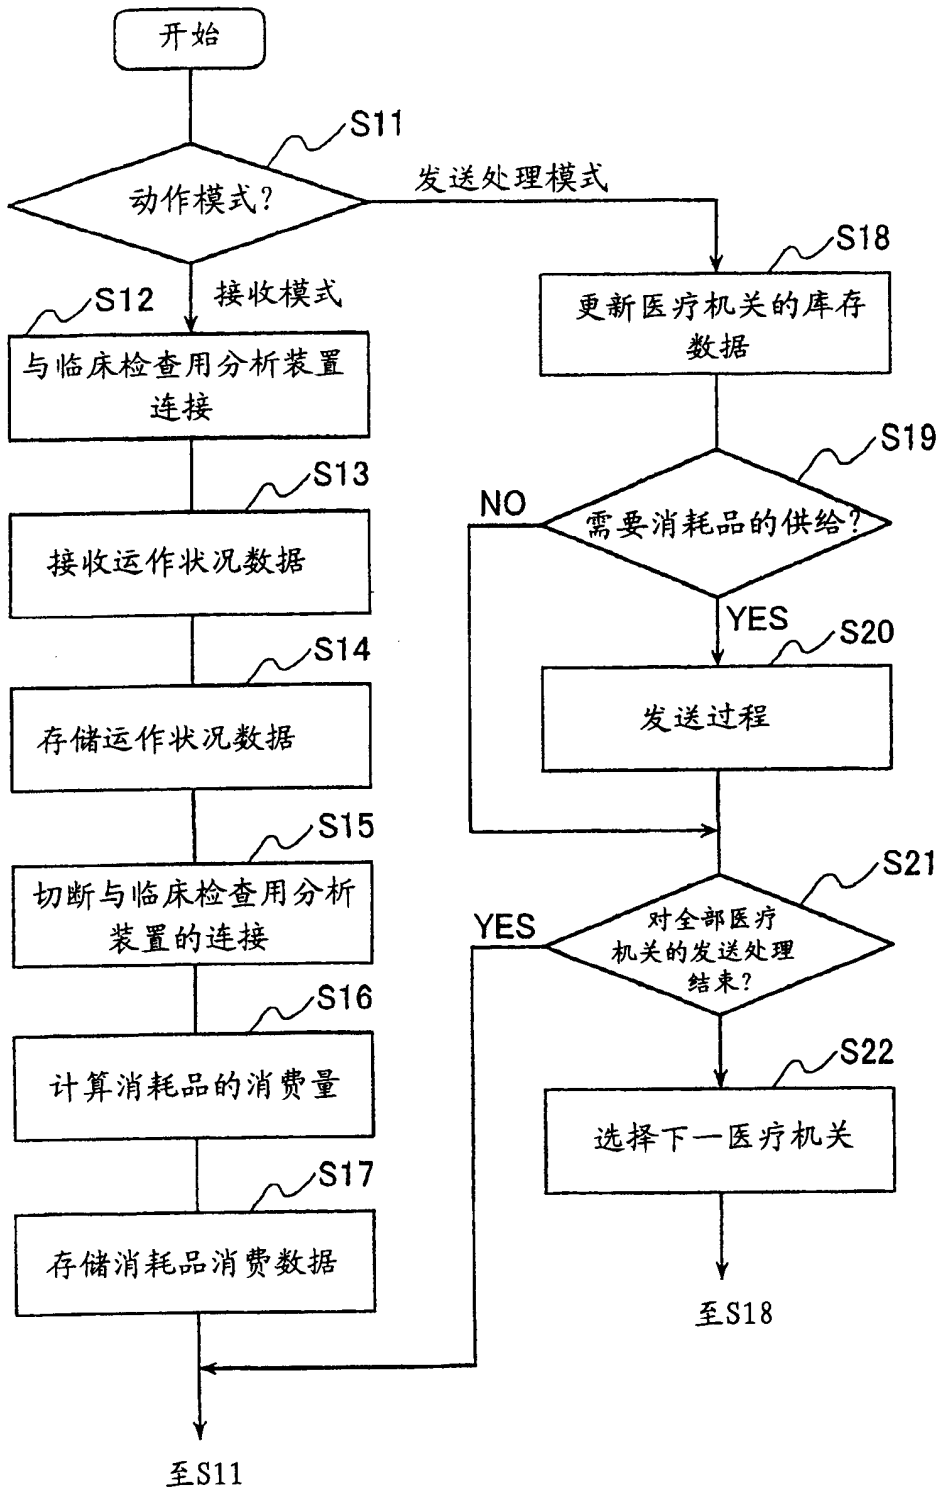 开始
S11
动作模式？
发送处理模式
接收模式
S12
与临床检查用分析装置
连接
S13
接收运作状况数据
S14
存储运作状况数据
S15
切断与临床检查用分析
装置的连接
S16
计算消耗品的消费量
S17
存储消耗品消费数据
至S11
S18
更新医疗机关的库存
数据
S19
需要消耗品的供给？
NO
YES
S20
发送过程
S21
对全部医疗
机关的发送处理
结束？
YES
S22
选择下一医疗机关
至S18